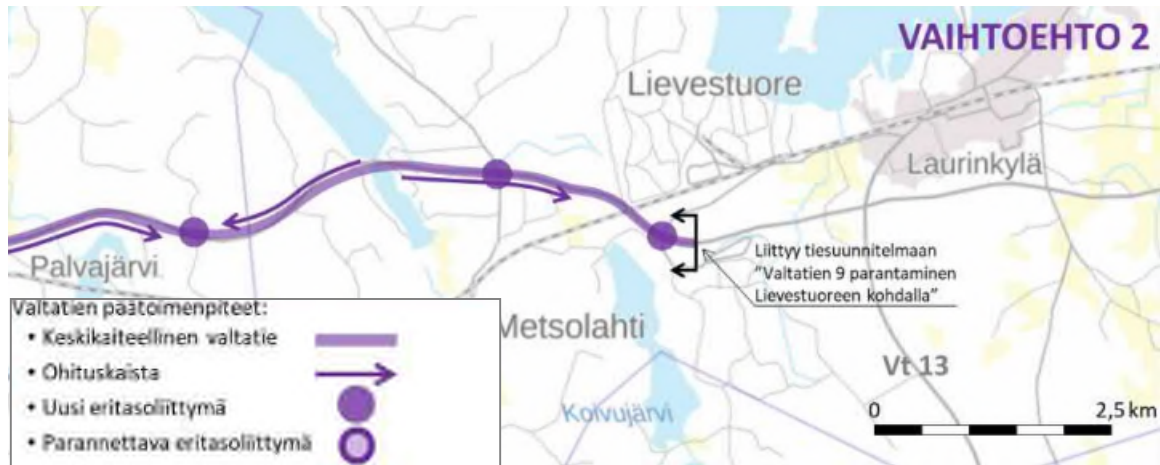 VAIHTOEHTO 2
Lievestuore
Laurinkylä
Palvajärvi
Liittyy tiesuunnitelmaan
"Valtatien 9 parantaminen
Lievestuoreen kohdalla"
Metsolahti
Vt 13
Koivujärvi
0 2,5 km
Valtatien päätoimenpiteet:
• Keskikaiteellinen valtatie
• Ohituskaista
• Uusi eritasoliittymä
• Parannettava eritasoliittymä